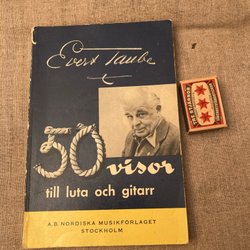 Evert Taube
50 visor
till luta och gitarr
A.B. NORDISKA MUSIKFÖRLAGET
STOCKHOLM